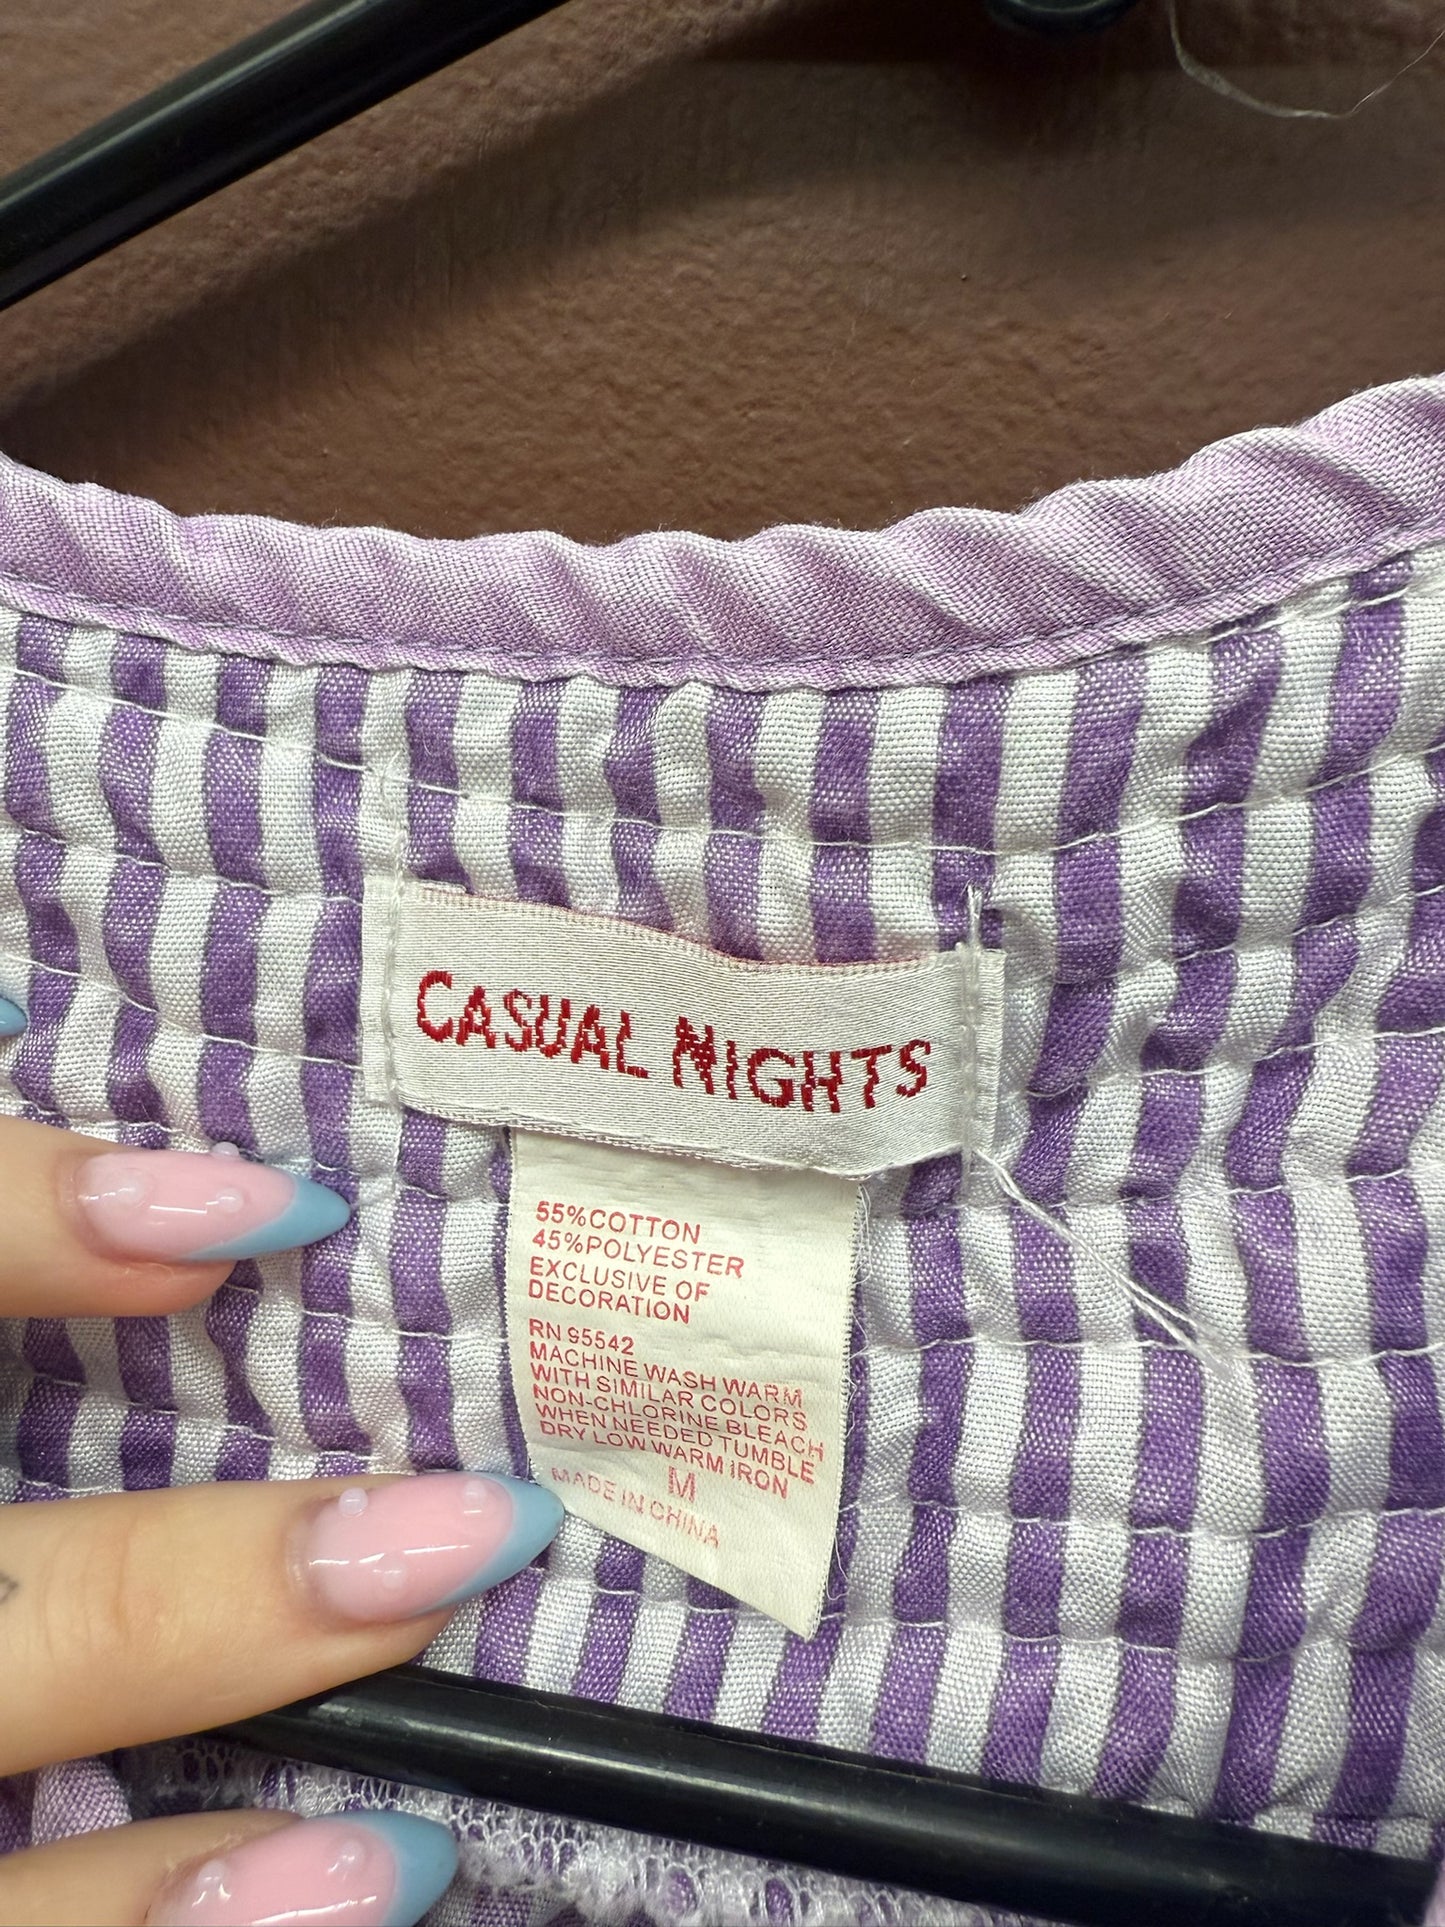 CASUAL NIGHTS
55%COTTON
45%POLYESTER
EXCLUSIVE OF
DECORATION
RN 95542
MACHINE WASH WARM
WITH SIMILAR COLORS
NON-CHLORINE BLEACH
WHEN NEEDED TUMBLE
DRY LOW WARM IRON
M
MADE IN CHINA